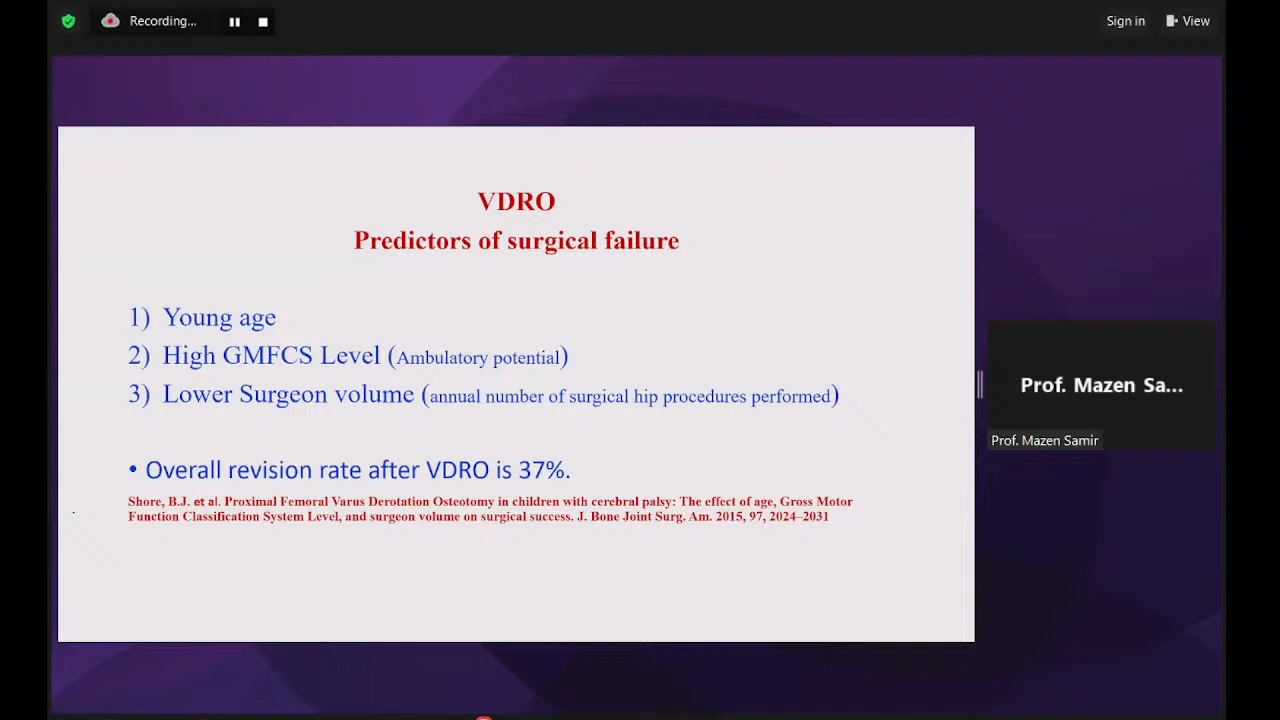 Recording...
Sign in
View
VDRO
Predictors of surgical failure
1) Young age
2) High GMFCS Level (Ambulatory potential)
3) Lower Surgeon volume (annual number of surgical hip procedures performed)
• Overall revision rate after VDRO is 37%.
Shore, B.J. et al. Proximal Femoral Varus Derotation Osteotomy in children with cerebral palsy: The effect of age, Gross Motor
Function Classification System Level, and surgeon volume on surgical success. J. Bone Joint Surg. Am. 2015, 97, 2024–2031
Prof. Mazen Sa...
Prof. Mazen Samir